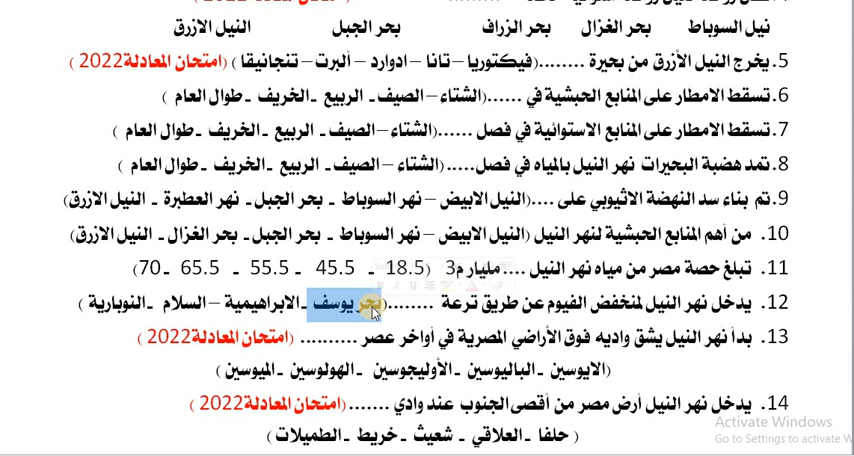 (امتحان المعادلة2022
نيل السوباط بحر الغزال بحر الزراف بحر الجبل النيل الازرق
5. يخرج النيل الأزرق من بحيرة ........(فيكتوريا – تانا – ادوارد – ألبرت – تنجانيقا ) (امتحان المعادلة2022 )
6. تسقط الامطار على المنابع الحبشية في ......(الشتاء – الصيف ـ الربيع ـ الخريف ـ طوال العام )
7. تسقط الامطار على المنابع الاستوائية في فصل ......(الشتاء – الصيف ـ الربيع ـ الخريف ـ طوال العام )
8. تمد هضبة البحيرات نهر النيل بالمياه في فصل.....(الشتاء – الصيف ـ الربيع ـ الخريف ـ طوال العام )
9. تم بناء سد النهضة الاثيوبي على ....(النيل الابيض – نهر السوباط ـ بحر الجبل ـ نهر العطبرة ـ النيل الازرق)
10. من أهم المنابع الحبشية لنهر النيل (النيل الابيض – نهر السوباط ـ بحر الجبل ـ بحر الغزال ـ النيل الازرق)
11. تبلغ حصة مصر من مياه نهر النيل .... مليار م3 (18.5 ـ 45.5 ـ 55.5 ـ 65.5 ـ 70)
12. يدخل نهر النيل لمنخفض الفيوم عن طريق ترعة ........(بحر يوسف ـ الابراهيمية – السلام ـ النوبارية )
13. بدأ نهر النيل يشق واديه فوق الأراضي المصرية في أواخر عصر .......... (امتحان المعادلة2022 )
(الايوسين ـ الباليوسين ـ الأوليجوسين ـ الهولوسين ـ الميوسين )
14. يدخل نهر النيل أرض مصر من أقصى الجنوب عند وادي .......(امتحان المعادلة2022 )
( حلفا ـ العلاقي ـ شعيث ـ خريط ـ الطميلات )
Activate Windows
Go to Settings to activate W